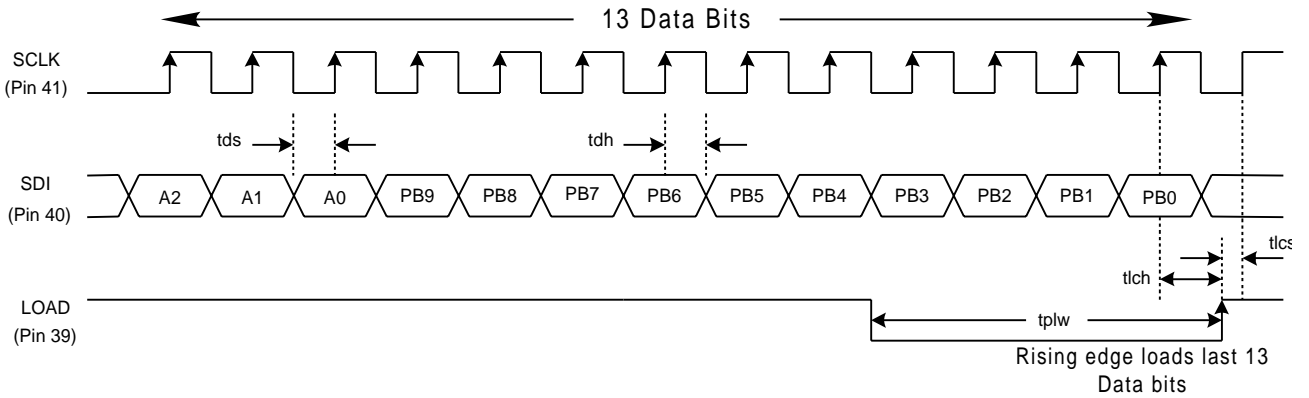 13 Data Bits
SCLK
(Pin 41)
tds
tdh
SDI
(Pin 40)
A2 A1 A0 PB9 PB8 PB7 PB6 PB5 PB4 PB3 PB2 PB1 PB0
tlcs
tlch
LOAD
(Pin 39)
tplw
Rising edge loads last 13
Data bits